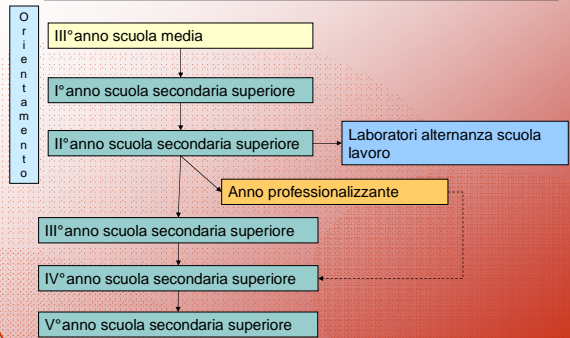 Orientamento
III°anno scuola media
I°anno scuola secondaria superiore
II°anno scuola secondaria superiore
Laboratori alternanza scuola
lavoro
Anno professionalizzante
III°anno scuola secondaria superiore
IV°anno scuola secondaria superiore
V°anno scuola secondaria superiore